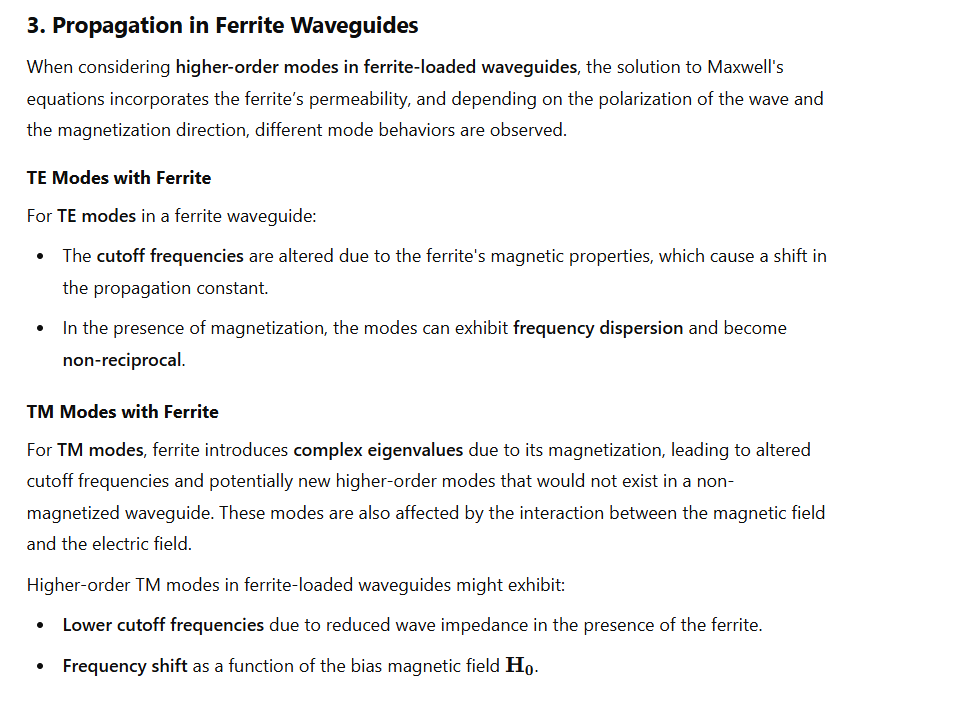 3. Propagation in Ferrite Waveguides
When considering higher-order modes in ferrite-loaded waveguides, the solution to Maxwell's
equations incorporates the ferrite’s permeability, and depending on the polarization of the wave and
the magnetization direction, different mode behaviors are observed.
TE Modes with Ferrite
For TE modes in a ferrite waveguide:
• The cutoff frequencies are altered due to the ferrite's magnetic properties, which cause a shift in
the propagation constant.
• In the presence of magnetization, the modes can exhibit frequency dispersion and become
non-reciprocal.
TM Modes with Ferrite
For TM modes, ferrite introduces complex eigenvalues due to its magnetization, leading to altered
cutoff frequencies and potentially new higher-order modes that would not exist in a non-
magnetized waveguide. These modes are also affected by the interaction between the magnetic field
and the electric field.
Higher-order TM modes in ferrite-loaded waveguides might exhibit:
• Lower cutoff frequencies due to reduced wave impedance in the presence of the ferrite.
• Frequency shift as a function of the bias magnetic field H₀.